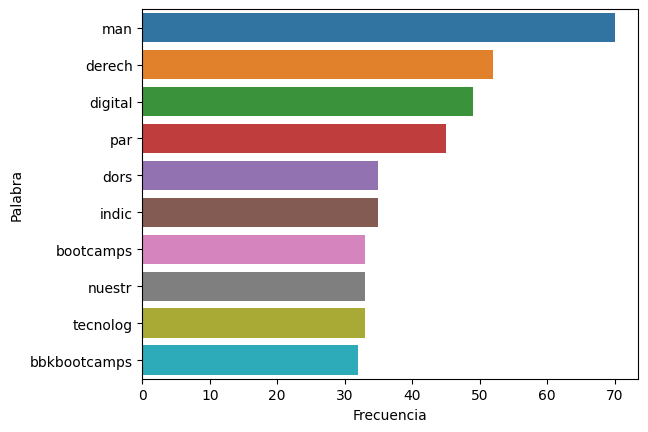 man
derech
digital
par
dors
indic
bootcamps
nuestr
tecnolog
bbkbootcamps
Palabra
0 10 20 30 40 50 60 70
Frecuencia